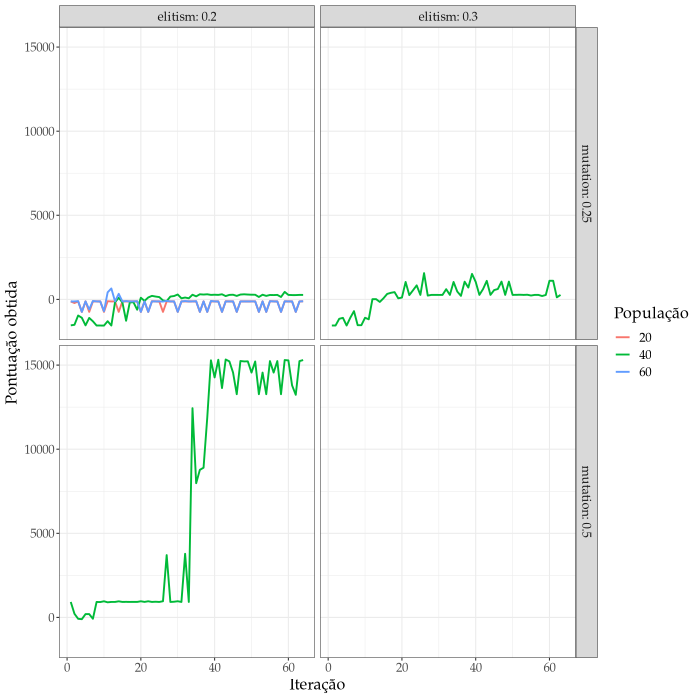 elitism: 0.2
elitism: 0.3
mutation: 0.25
mutation: 0.5
15000
10000
5000
0
15000
10000
5000
0
0
20
40
60
0
20
40
60
Iteração
Pontuação obtida
População
20
40
60